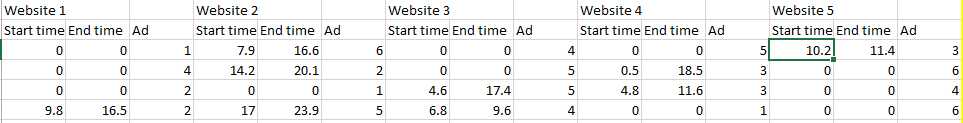 Website 1 Website 2 Website 3 Website 4 Website 5
Start time End time Ad Start time End time Ad Start time End time Ad Start time End time Ad Start time End time Ad
0 0 1 7.9 16.6 6 0 0 4 0 0 5 10.2 11.4 3
0 0 4 14.2 20.1 2 0 0 5 0.5 18.5 3 0 0 6
0 0 2 0 0 1 4.6 17.4 5 4.8 11.6 3 0 0 4
9.8 16.5 2 17 23.9 5 6.8 9.6 4 0 0 1 0 0 6